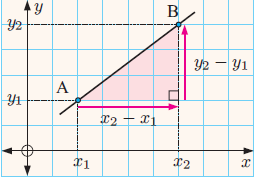 y
B
y₂
A
y₂ − y₁
y₁
x₂ − x₁
x₁
x₂
x